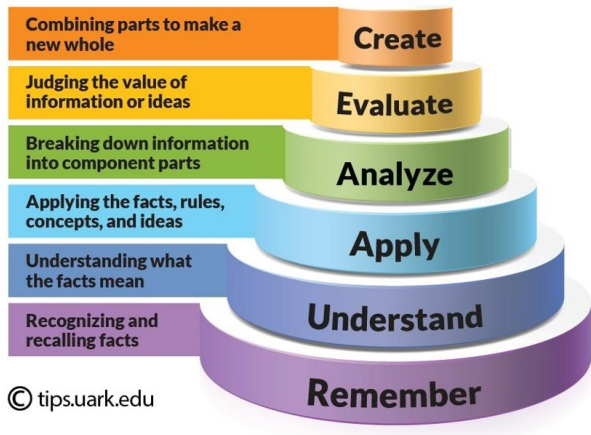 Combining parts to make a
new whole
Create
Judging the value of
information or ideas
Evaluate
Breaking down information
into component parts
Analyze
Applying the facts, rules,
concepts, and ideas
Apply
Understanding what
the facts mean
Understand
Recognizing and
recalling facts
Remember
© tips.uark.edu